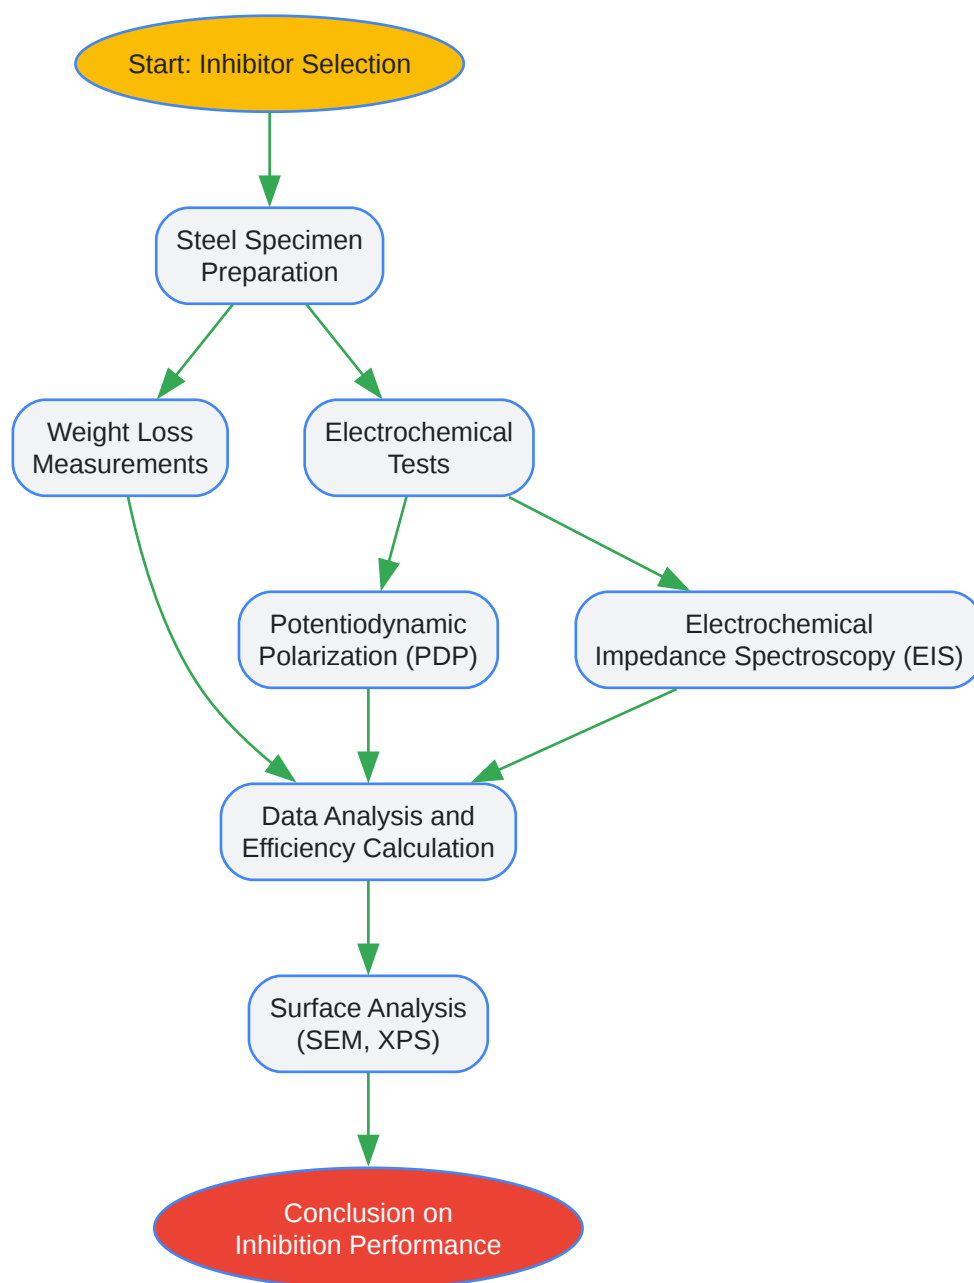 Start: Inhibitor Selection
Steel Specimen
Preparation
Weight Loss
Measurements
Electrochemical
Tests
Potentiodynamic
Polarization (PDP)
Electrochemical
Impedance Spectroscopy (EIS)
Data Analysis and
Efficiency Calculation
Surface Analysis
(SEM, XPS)
Conclusion on
Inhibition Performance